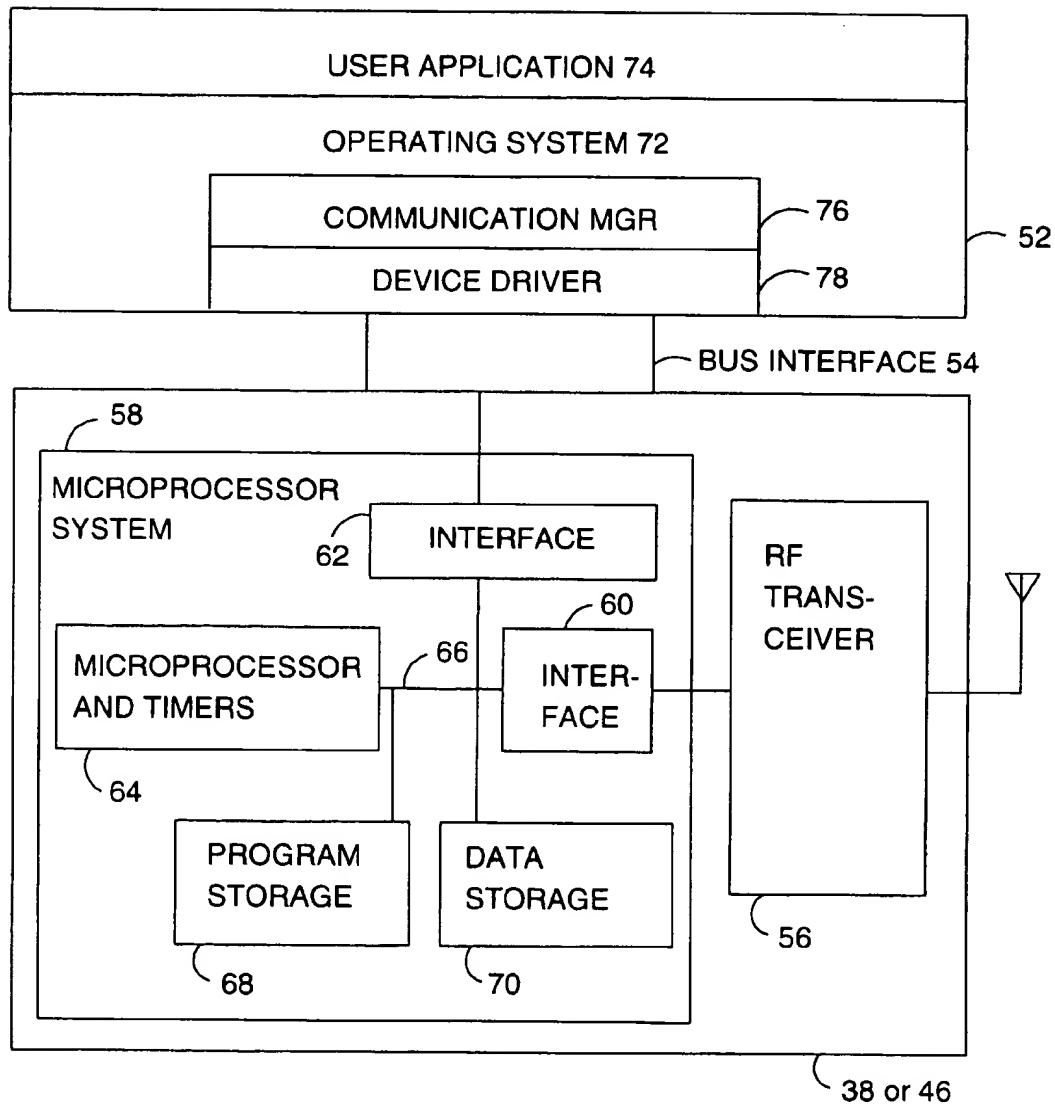 USER APPLICATION 74
OPERATING SYSTEM 72
COMMUNICATION MGR
76
52
DEVICE DRIVER
78
BUS INTERFACE 54
58
MICROPROCESSOR
SYSTEM
62
INTERFACE
RF
TRANS-
CEIVER
60
66
MICROPROCESSOR
AND TIMERS
INTER-
FACE
64
PROGRAM
STORAGE
DATA
STORAGE
56
68
70
38 or 46